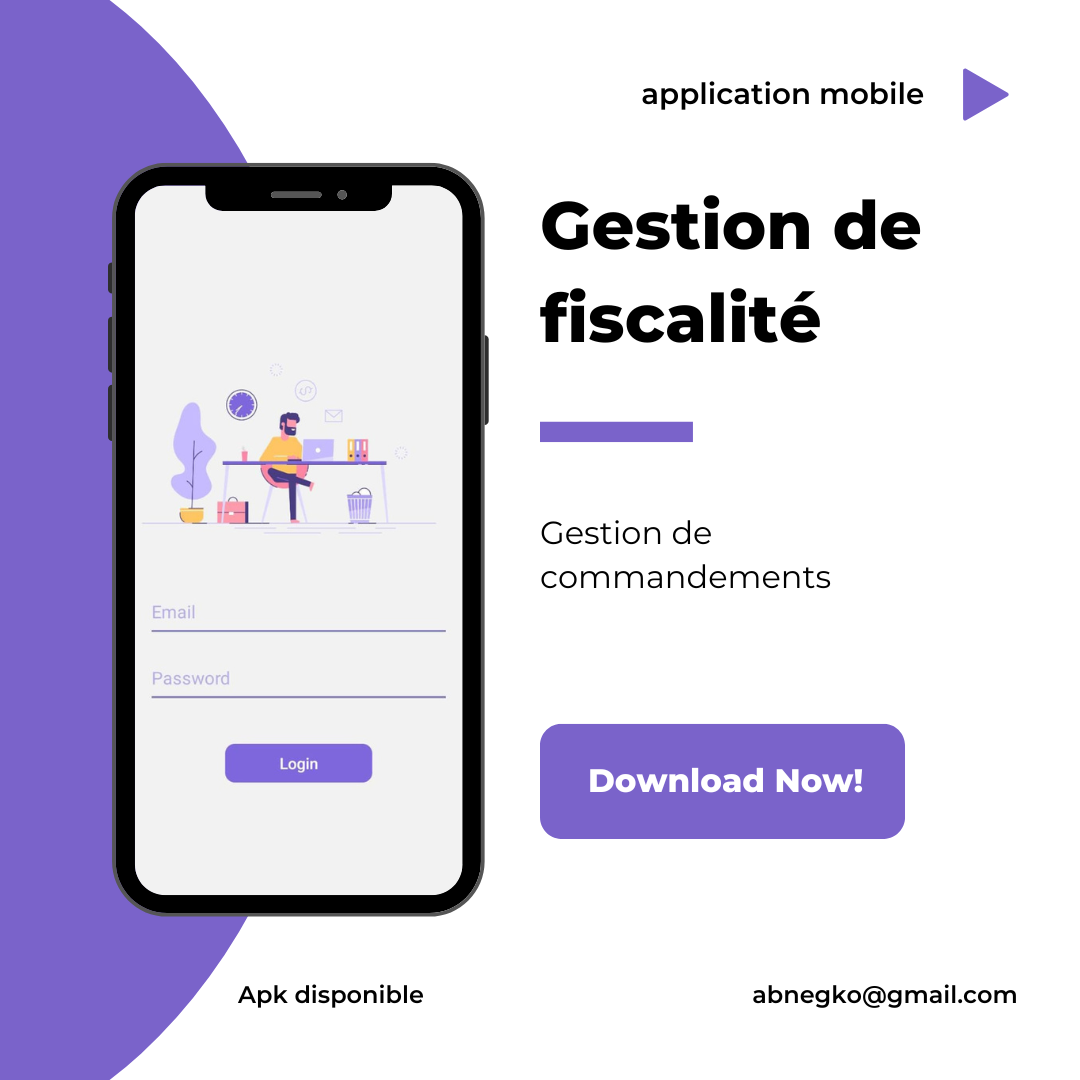 application mobile
Gestion de
fiscalité
Gestion de
commandements
Email
Password
Login
Download Now!
Apk disponible
abnegko@gmail.com